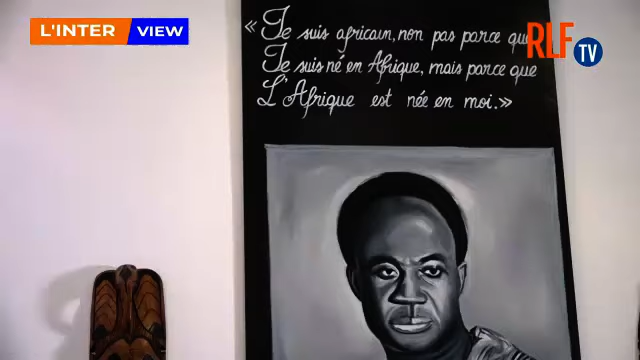 L'INTER VIEW
« Je suis africain, non pas parce que
Je suis né en Afrique, mais parce que
L'Afrique est née en moi.»
RLF TV